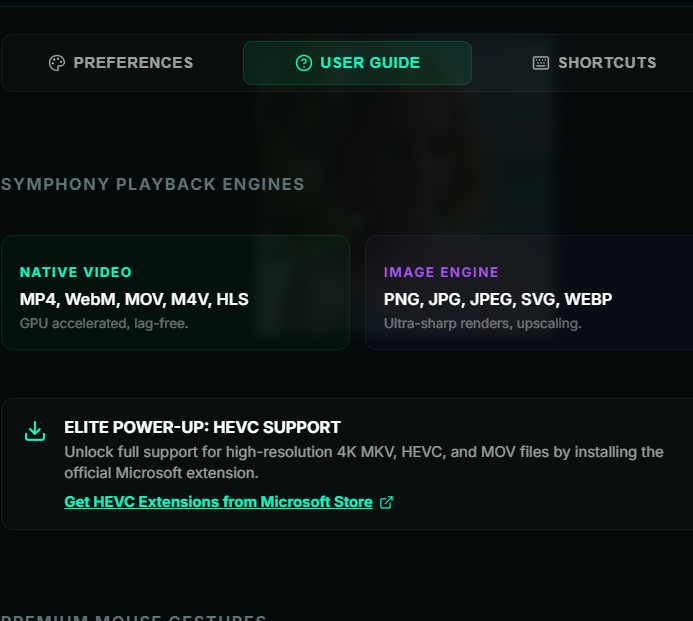 PREFERENCES
USER GUIDE
SHORTCUTS
SYMPHONY PLAYBACK ENGINES
NATIVE VIDEO
MP4, WebM, MOV, M4V, HLS
GPU accelerated, lag-free.
IMAGE ENGINE
PNG, JPG, JPEG, SVG, WEBP
Ultra-sharp renders, upscaling.
ELITE POWER-UP: HEVC SUPPORT
Unlock full support for high-resolution 4K MKV, HEVC, and MOV files by installing the
official Microsoft extension.
Get HEVC Extensions from Microsoft Store
PREMIUM MOUSE GESTURES